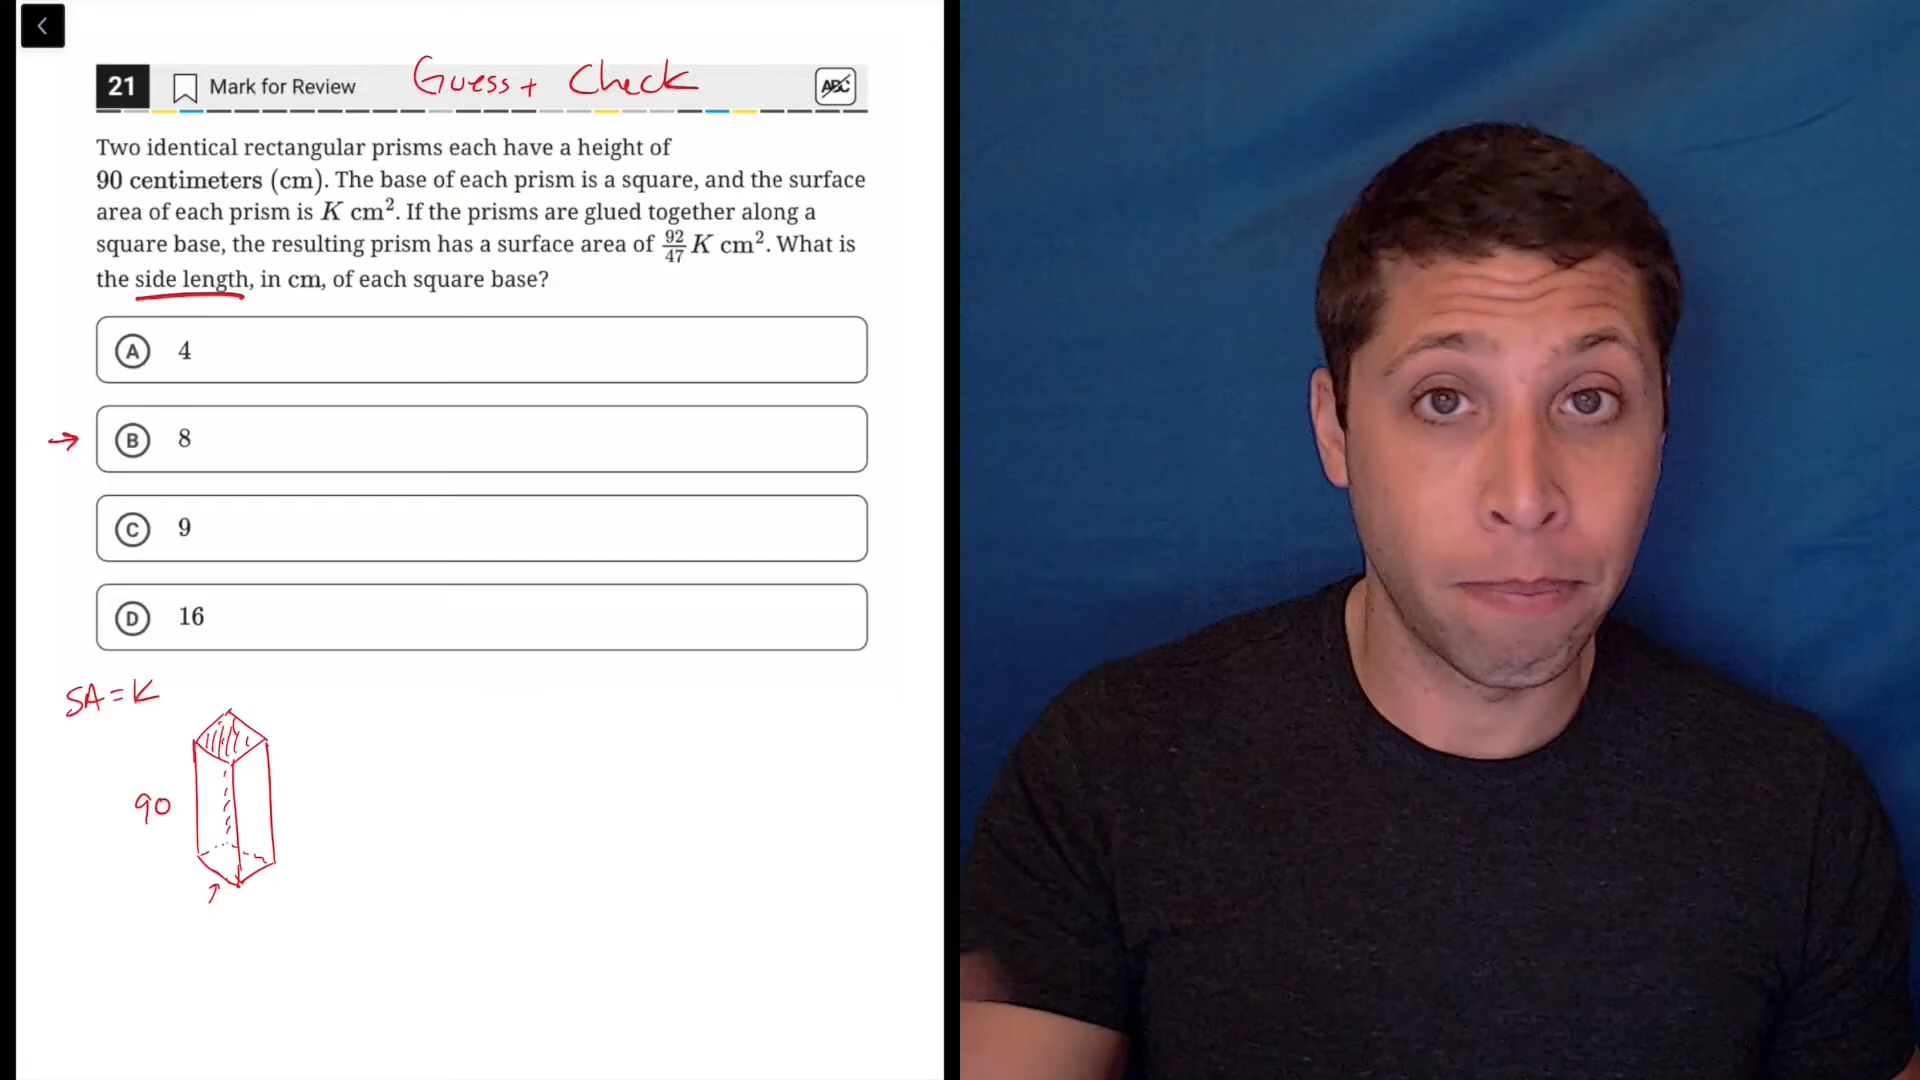 21 Mark for Review Guess + Check ABC
Two identical rectangular prisms each have a height of
90 centimeters (cm). The base of each prism is a square, and the surface
area of each prism is K cm². If the prisms are glued together along a
square base, the resulting prism has a surface area of 92/47 K cm². What is
the side length, in cm, of each square base?
A 4
B 8
C 9
D 16
SA = K
90